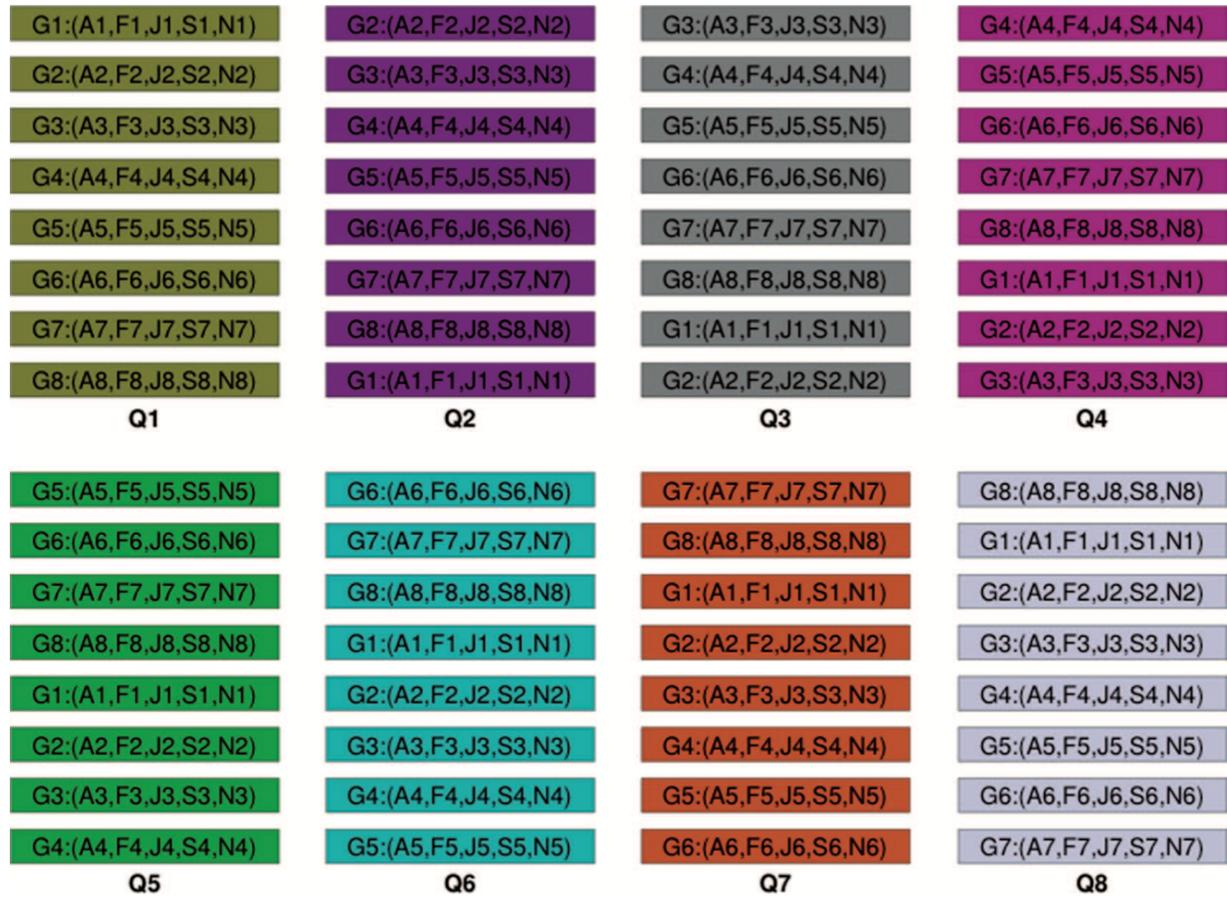 G1:(A1,F1,J1,S1,N1) G2:(A2,F2,J2,S2,N2) G3:(A3,F3,J3,S3,N3) G4:(A4,F4,J4,S4,N4)
G2:(A2,F2,J2,S2,N2) G3:(A3,F3,J3,S3,N3) G4:(A4,F4,J4,S4,N4) G5:(A5,F5,J5,S5,N5)
G3:(A3,F3,J3,S3,N3) G4:(A4,F4,J4,S4,N4) G5:(A5,F5,J5,S5,N5) G6:(A6,F6,J6,S6,N6)
G4:(A4,F4,J4,S4,N4) G5:(A5,F5,J5,S5,N5) G6:(A6,F6,J6,S6,N6) G7:(A7,F7,J7,S7,N7)
G5:(A5,F5,J5,S5,N5) G6:(A6,F6,J6,S6,N6) G7:(A7,F7,J7,S7,N7) G8:(A8,F8,J8,S8,N8)
G6:(A6,F6,J6,S6,N6) G7:(A7,F7,J7,S7,N7) G8:(A8,F8,J8,S8,N8) G1:(A1,F1,J1,S1,N1)
G7:(A7,F7,J7,S7,N7) G8:(A8,F8,J8,S8,N8) G1:(A1,F1,J1,S1,N1) G2:(A2,F2,J2,S2,N2)
G8:(A8,F8,J8,S8,N8) G1:(A1,F1,J1,S1,N1) G2:(A2,F2,J2,S2,N2) G3:(A3,F3,J3,S3,N3)
Q1 Q2 Q3 Q4
G5:(A5,F5,J5,S5,N5) G6:(A6,F6,J6,S6,N6) G7:(A7,F7,J7,S7,N7) G8:(A8,F8,J8,S8,N8)
G6:(A6,F6,J6,S6,N6) G7:(A7,F7,J7,S7,N7) G8:(A8,F8,J8,S8,N8) G1:(A1,F1,J1,S1,N1)
G7:(A7,F7,J7,S7,N7) G8:(A8,F8,J8,S8,N8) G1:(A1,F1,J1,S1,N1) G2:(A2,F2,J2,S2,N2)
G8:(A8,F8,J8,S8,N8) G1:(A1,F1,J1,S1,N1) G2:(A2,F2,J2,S2,N2) G3:(A3,F3,J3,S3,N3)
G1:(A1,F1,J1,S1,N1) G2:(A2,F2,J2,S2,N2) G3:(A3,F3,J3,S3,N3) G4:(A4,F4,J4,S4,N4)
G2:(A2,F2,J2,S2,N2) G3:(A3,F3,J3,S3,N3) G4:(A4,F4,J4,S4,N4) G5:(A5,F5,J5,S5,N5)
G3:(A3,F3,J3,S3,N3) G4:(A4,F4,J4,S4,N4) G5:(A5,F5,J5,S5,N5) G6:(A6,F6,J6,S6,N6)
G4:(A4,F4,J4,S4,N4) G5:(A5,F5,J5,S5,N5) G6:(A6,F6,J6,S6,N6) G7:(A7,F7,J7,S7,N7)
Q5 Q6 Q7 Q8